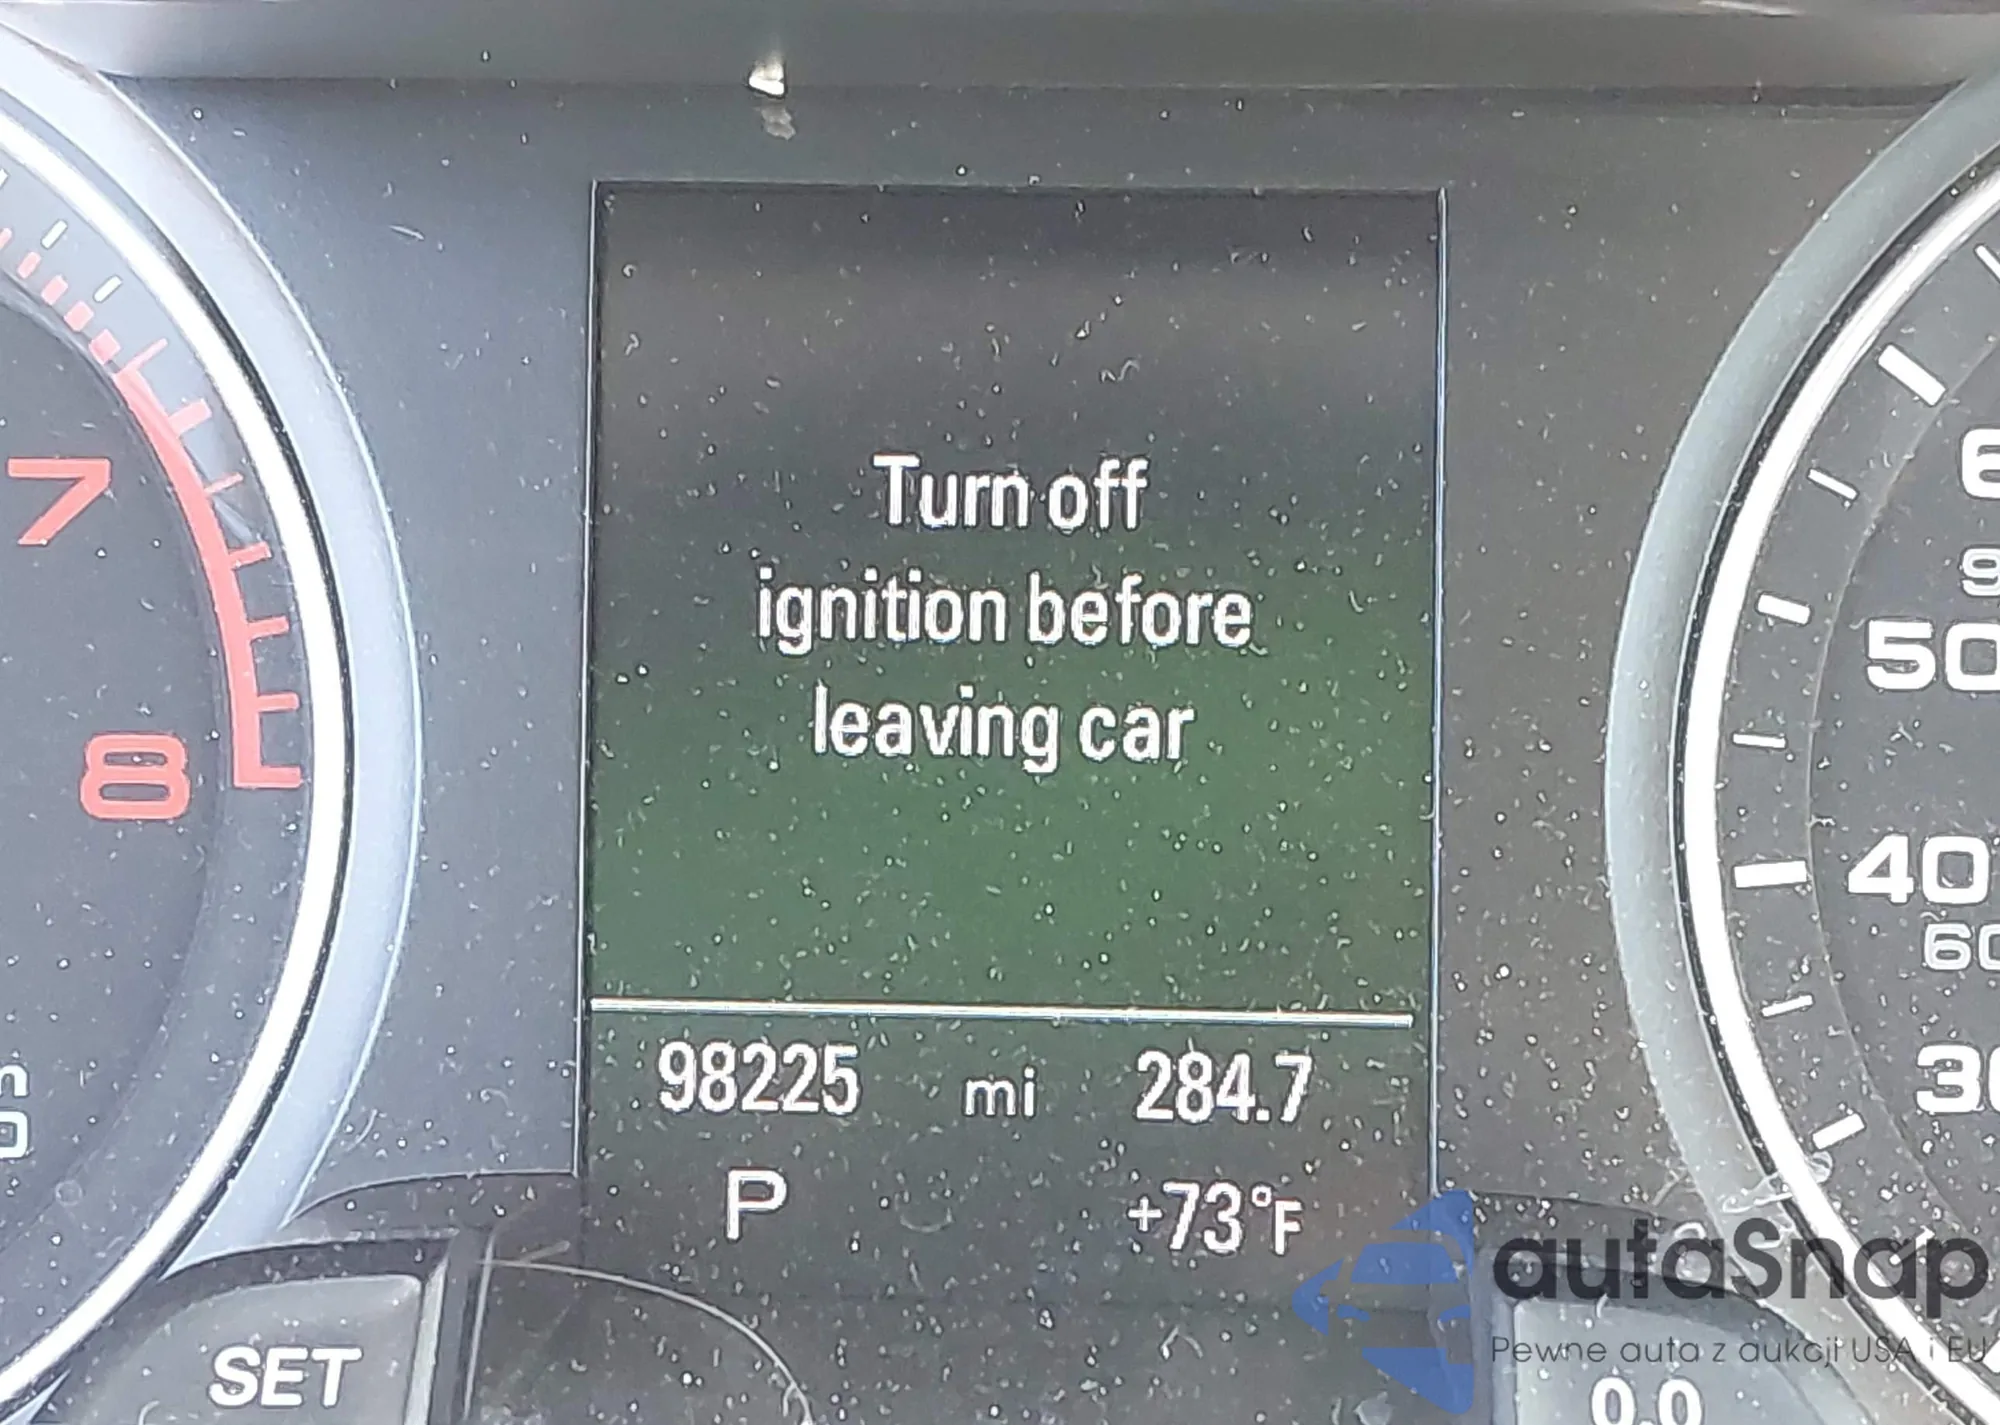 7
8
Turn off
ignition before
leaving car
98225 mi 284.7
P +73°F
SET
50
40
60
0.0
autaSnap
Pewne auta z aukcji USA i EU